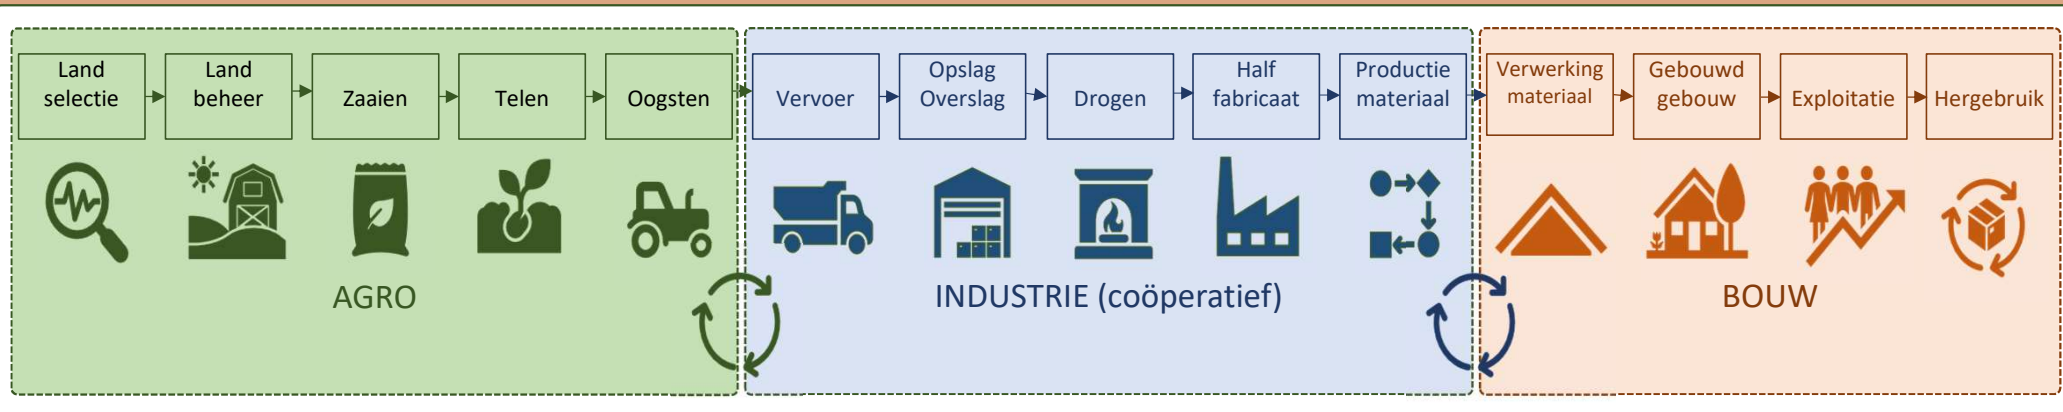 Land
selectie
Land
beheer
Zaaien
Telen
Oogsten
Vervoer
Opslag
Overslag
Drogen
Half
fabricaat
Productie
materiaal
Verwerking
materiaal
Gebouwd
gebouw
Exploitatie
Hergebruik
AGRO
INDUSTRIE (coöperatief)
BOUW